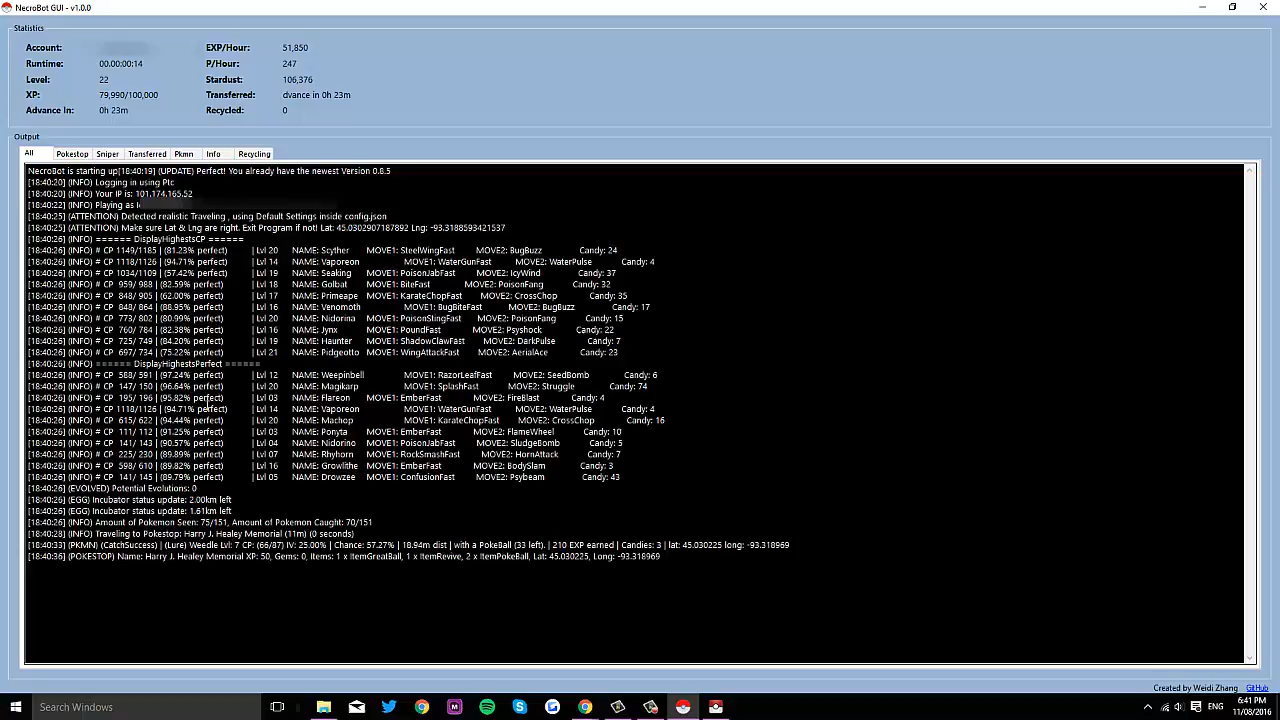 NecroBot GUI - v1.0.0
Statistics
Account: EXP/Hour: 51,850
Runtime: 00.00:00:14 P/Hour: 247
Level: 22 Stardust: 106,376
XP: 79,990/100,000 Transferred: dvance in 0h 23m
Advance In: 0h 23m Recycled: 0
Output
All Pokestop Sniper Transferred Pkmn Info Recycling
NecroBot is starting up[18:40:19] (UPDATE) Perfect! You already have the newest Version 0.8.5
[18:40:20] (INFO) Logging in using Ptc
[18:40:20] (INFO) Your IP is: 101.174.165.52
[18:40:22] (INFO) Playing as
[18:40:25] (ATTENTION) Detected realistic Traveling , using Default Settings inside config.json
[18:40:25] (ATTENTION) Make sure Lat & Lng are right. Exit Program if not! Lat: 45.0302907187892 Lng: -93.3188593421537
[18:40:26] (INFO) ====== DisplayHighestsCP ======
[18:40:26] (INFO) # CP 1149/1185 | (81.23% perfect) | Lvl 20 NAME: Scyther MOVE1: SteelWingFast MOVE2: BugBuzz Candy: 24
[18:40:26] (INFO) # CP 1118/1126 | (94.71% perfect) | Lvl 14 NAME: Vaporeon MOVE1: WaterGunFast MOVE2: WaterPulse Candy: 4
[18:40:26] (INFO) # CP 1034/1109 | (57.42% perfect) | Lvl 19 NAME: Seaking MOVE1: PoisonJabFast MOVE2: IcyWind Candy: 37
[18:40:26] (INFO) # CP 959/ 988 | (82.59% perfect) | Lvl 18 NAME: Golbat MOVE1: BiteFast MOVE2: PoisonFang Candy: 32
[18:40:26] (INFO) # CP 848/ 905 | (62.00% perfect) | Lvl 17 NAME: Primeape MOVE1: KarateChopFast MOVE2: CrossChop Candy: 35
[18:40:26] (INFO) # CP 848/ 864 | (88.95% perfect) | Lvl 16 NAME: Venomoth MOVE1: BugBiteFast MOVE2: BugBuzz Candy: 17
[18:40:26] (INFO) # CP 773/ 802 | (80.99% perfect) | Lvl 20 NAME: Nidorina MOVE1: PoisonStingFast MOVE2: PoisonFang Candy: 15
[18:40:26] (INFO) # CP 760/ 784 | (82.38% perfect) | Lvl 16 NAME: Jynx MOVE1: PoundFast MOVE2: Psyshock Candy: 22
[18:40:26] (INFO) # CP 725/ 749 | (84.20% perfect) | Lvl 19 NAME: Haunter MOVE1: ShadowClawFast MOVE2: DarkPulse Candy: 7
[18:40:26] (INFO) # CP 697/ 734 | (75.22% perfect) | Lvl 21 NAME: Pidgeotto MOVE1: WingAttackFast MOVE2: AerialAce Candy: 23
[18:40:26] (INFO) ====== DisplayHighestsPerfect ======
[18:40:26] (INFO) # CP 588/ 591 | (97.24% perfect) | Lvl 12 NAME: Weepinbell MOVE1: RazorLeafFast MOVE2: SeedBomb Candy: 6
[18:40:26] (INFO) # CP 147/ 150 | (96.64% perfect) | Lvl 20 NAME: Magikarp MOVE1: SplashFast MOVE2: Struggle Candy: 74
[18:40:26] (INFO) # CP 195/ 196 | (95.82% perfect) | Lvl 03 NAME: Flareon MOVE1: EmberFast MOVE2: FireBlast Candy: 4
[18:40:26] (INFO) # CP 1118/1126 | (94.71% perfect) | Lvl 14 NAME: Vaporeon MOVE1: WaterGunFast MOVE2: WaterPulse Candy: 4
[18:40:26] (INFO) # CP 615/ 622 | (94.44% perfect) | Lvl 20 NAME: Machop MOVE1: KarateChopFast MOVE2: CrossChop Candy: 16
[18:40:26] (INFO) # CP 111/ 112 | (91.25% perfect) | Lvl 03 NAME: Ponyta MOVE1: EmberFast MOVE2: FlameWheel Candy: 10
[18:40:26] (INFO) # CP 141/ 143 | (90.57% perfect) | Lvl 04 NAME: Nidorino MOVE1: PoisonJabFast MOVE2: SludgeBomb Candy: 5
[18:40:26] (INFO) # CP 225/ 230 | (89.89% perfect) | Lvl 07 NAME: Rhyhorn MOVE1: RockSmashFast MOVE2: HornAttack Candy: 7
[18:40:26] (INFO) # CP 598/ 610 | (89.82% perfect) | Lvl 16 NAME: Growlithe MOVE1: EmberFast MOVE2: BodySlam Candy: 3
[18:40:26] (INFO) # CP 141/ 145 | (89.79% perfect) | Lvl 05 NAME: Drowzee MOVE1: ConfusionFast MOVE2: Psybeam Candy: 43
[18:40:26] (EVOLVED) Potential Evolutions: 0
[18:40:26] (EGG) Incubator status update: 2.00km left
[18:40:26] (EGG) Incubator status update: 1.61km left
[18:40:26] (INFO) Amount of Pokemon Seen: 75/151, Amount of Pokemon Caught: 70/151
[18:40:28] (INFO) Traveling to Pokestop: Harry J. Healey Memorial (11m) (0 seconds)
[18:40:33] (PKMN) (CatchSuccess) | (Lure) Weedle Lvl: 7 CP: (66/87) IV: 25.00% | Chance: 57.27% | 18.94m dist | with a PokeBall (33 left). | 210 EXP earned | Candies: 3 | lat: 45.030225 long: -93.318969
[18:40:36] (POKESTOP) Name: Harry J. Healey Memorial XP: 50, Gems: 0, Items: 1 x ItemGreatBall, 1 x ItemRevive, 2 x ItemPokeBall, Lat: 45.030225, Long: -93.318969
Created by Weidi Zhang GitHub
Search Windows
ENG
6:41 PM
11/08/2016